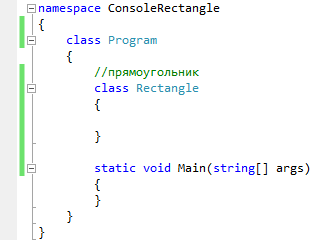 namespace ConsoleRectangle
{
class Program
{
//прямоугольник
class Rectangle
{
}
static void Main(string[] args)
{
}
}
}